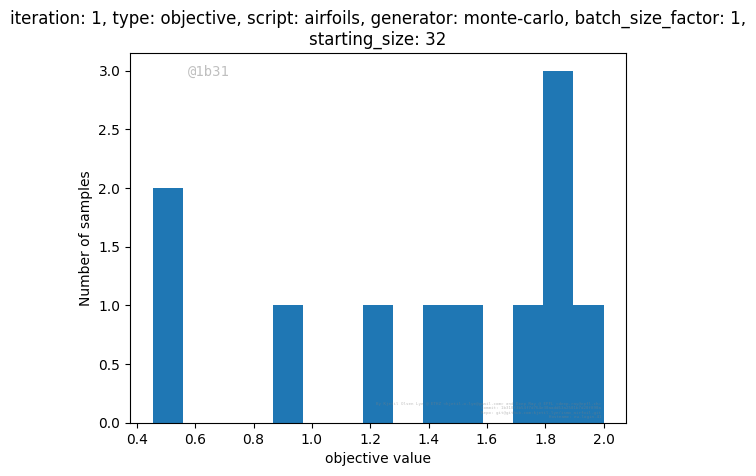 iteration: 1, type: objective, script: airfoils, generator: monte-carlo, batch_size_factor: 1,
starting_size: 32
@1b31
3.0
2.5
2.0
1.5
1.0
0.5
0.0
Number of samples
0.4 0.6 0.8 1.0 1.2 1.4 1.6 1.8 2.0
objective value